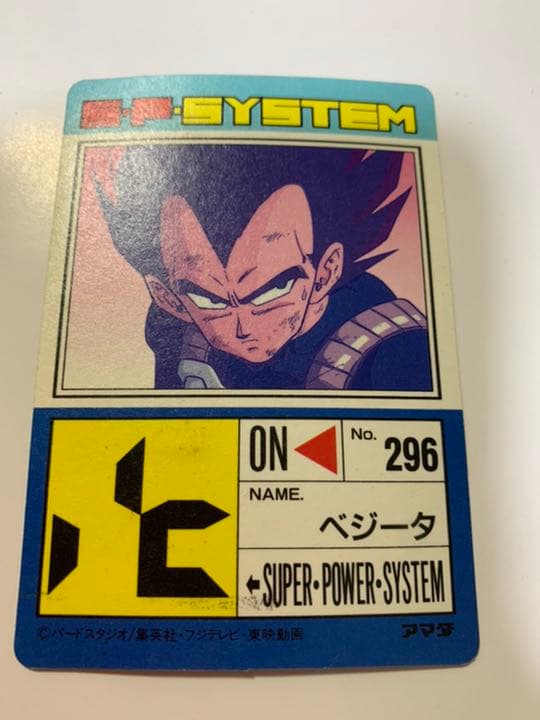 S・P・SYSTEM
ON
No. 296
NAME.
ベジータ
SUPER・POWER・SYSTEM
©バードスタジオ/集英社・フジテレビ・東映動画
アマダ